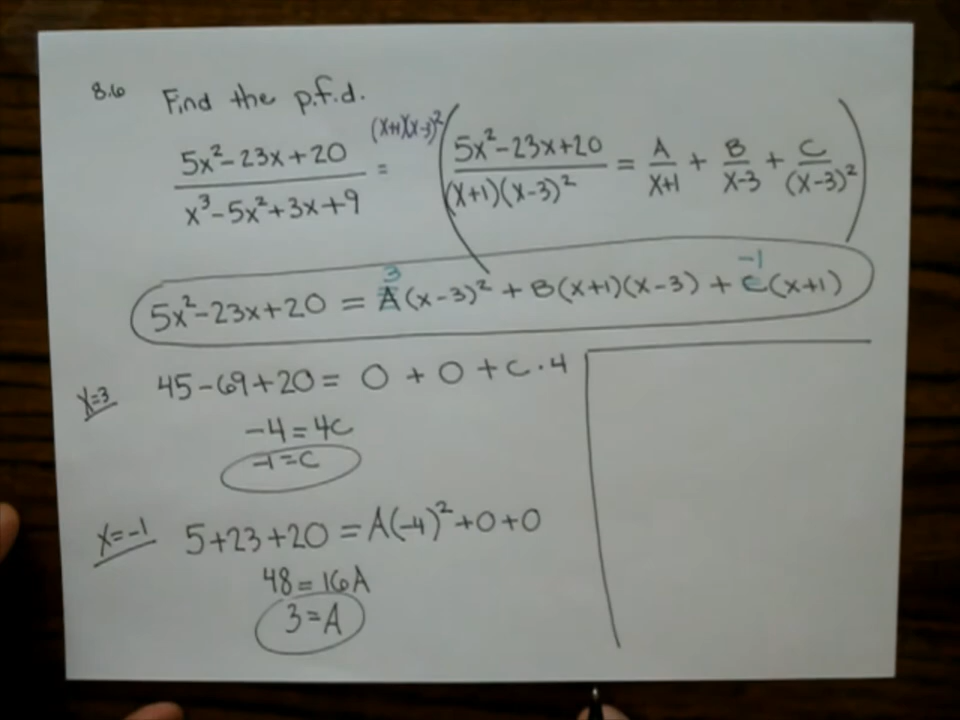 8.6 Find the p.f.d.
5x²-23x+20 / x³-5x²+3x+9 = (x+1)(x-3)² ( 5x²-23x+20 / (x+1)(x-3)² = A/x+1 + B/x-3 + C/(x-3)² )
3 -1
5x²-23x+20 = A(x-3)² + B(x+1)(x-3) + C(x+1)
x=3 45-69+20 = 0 + 0 + C·4
-4=4C
-1=C
x=-1 5+23+20 = A(-4)²+0+0
48=16A
3=A